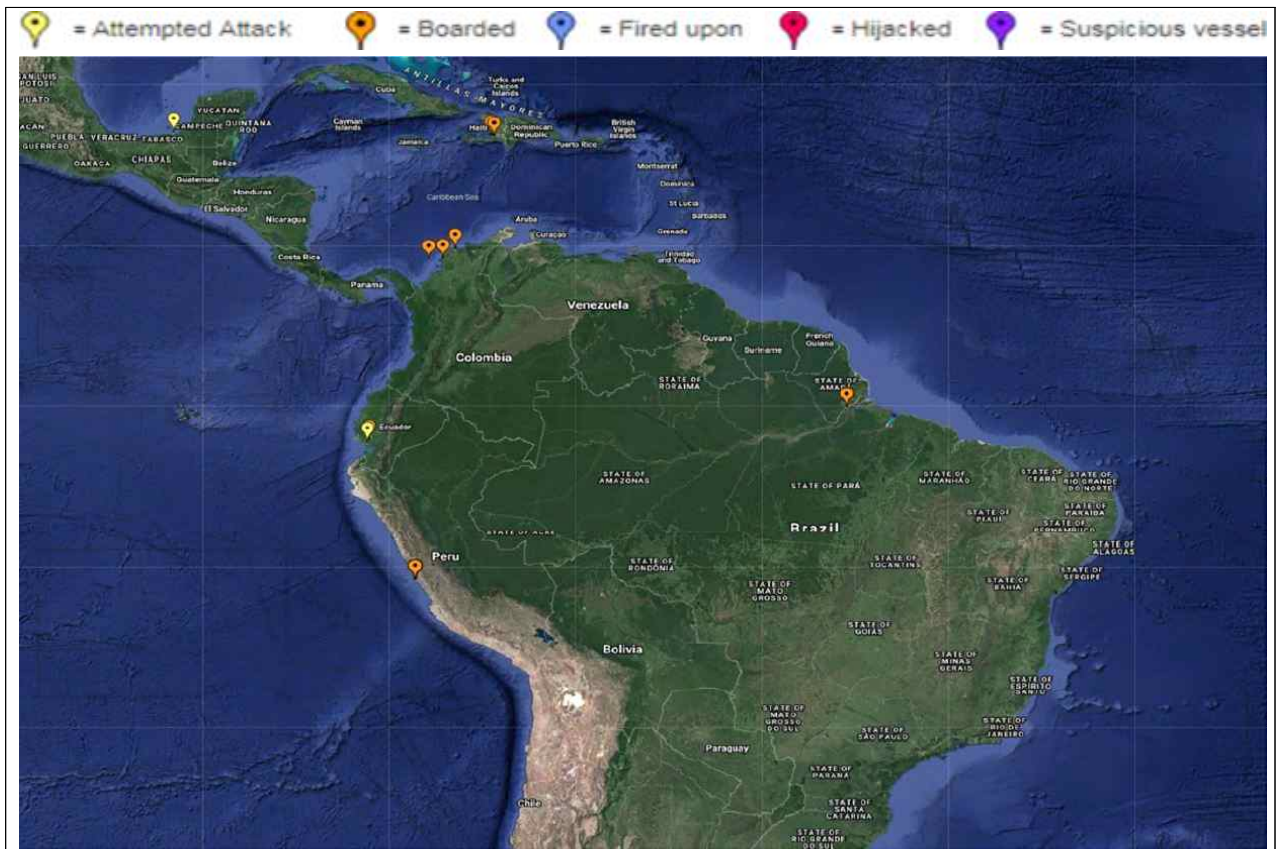 = Attempted Attack = Boarded = Fired upon = Hijacked = Suspicious vessel
SAN LUIS
POTOSI
ANTILLAS MAYORES
Turks and
Caicos
Islands
Cuba
YUCATAN
CAMPECHE
QUINTANA
ROO
Cayman
Islands
Haiti
Dominican
Republic
British
Virgin
Islands
PUEBLA
VERACRUZ
TABASCO
GUERRERO
Jamaica
Puerto Rico
OAXACA
CHIAPAS
Belize
Montserrat
Guatemala
Honduras
Dominica
Caribbean Sea
El Salvador
St Lucia
Nicaragua
Aruba
Barbados
Curaçao
Grenada
Costa Rica
Trinidad
and Tobago
Panama
Venezuela
Guyana
Suriname
French
Guiana
Colombia
STATE OF
RORAIMA
STATE OF
AMAPÁ
Ecuador
STATE OF
AMAZONAS
STATE OF PARÁ
STATE OF
MARANHÃO
STATE OF
CEARÁ
STATE OF
RIO GRANDE
DO NORTE
STATE OF
PARAÍBA
STATE OF
PIAUÍ
STATE OF
PERNAMBUCO
Brazil
STATE OF ACRE
STATE OF
ALAGOAS
Peru
STATE OF
RONDÔNIA
STATE OF
TOCANTINS
STATE OF
SERGIPE
STATE OF
BAHIA
STATE OF
MATO
GROSSO
STATE OF
GOIÁS
Bolivia
STATE OF
MINAS
GERAIS
STATE OF
ESPÍRITO
SANTO
STATE OF
MATO
GROSSO
DO SUL
STATE OF
RIO DE
JANEIRO
STATE OF
SÃO PAULO
Paraguay
STATE OF
PARANÁ
Chile
STATE OF
SANTA
CATARINA
STATE OF
RIO GRANDE
DO SUL